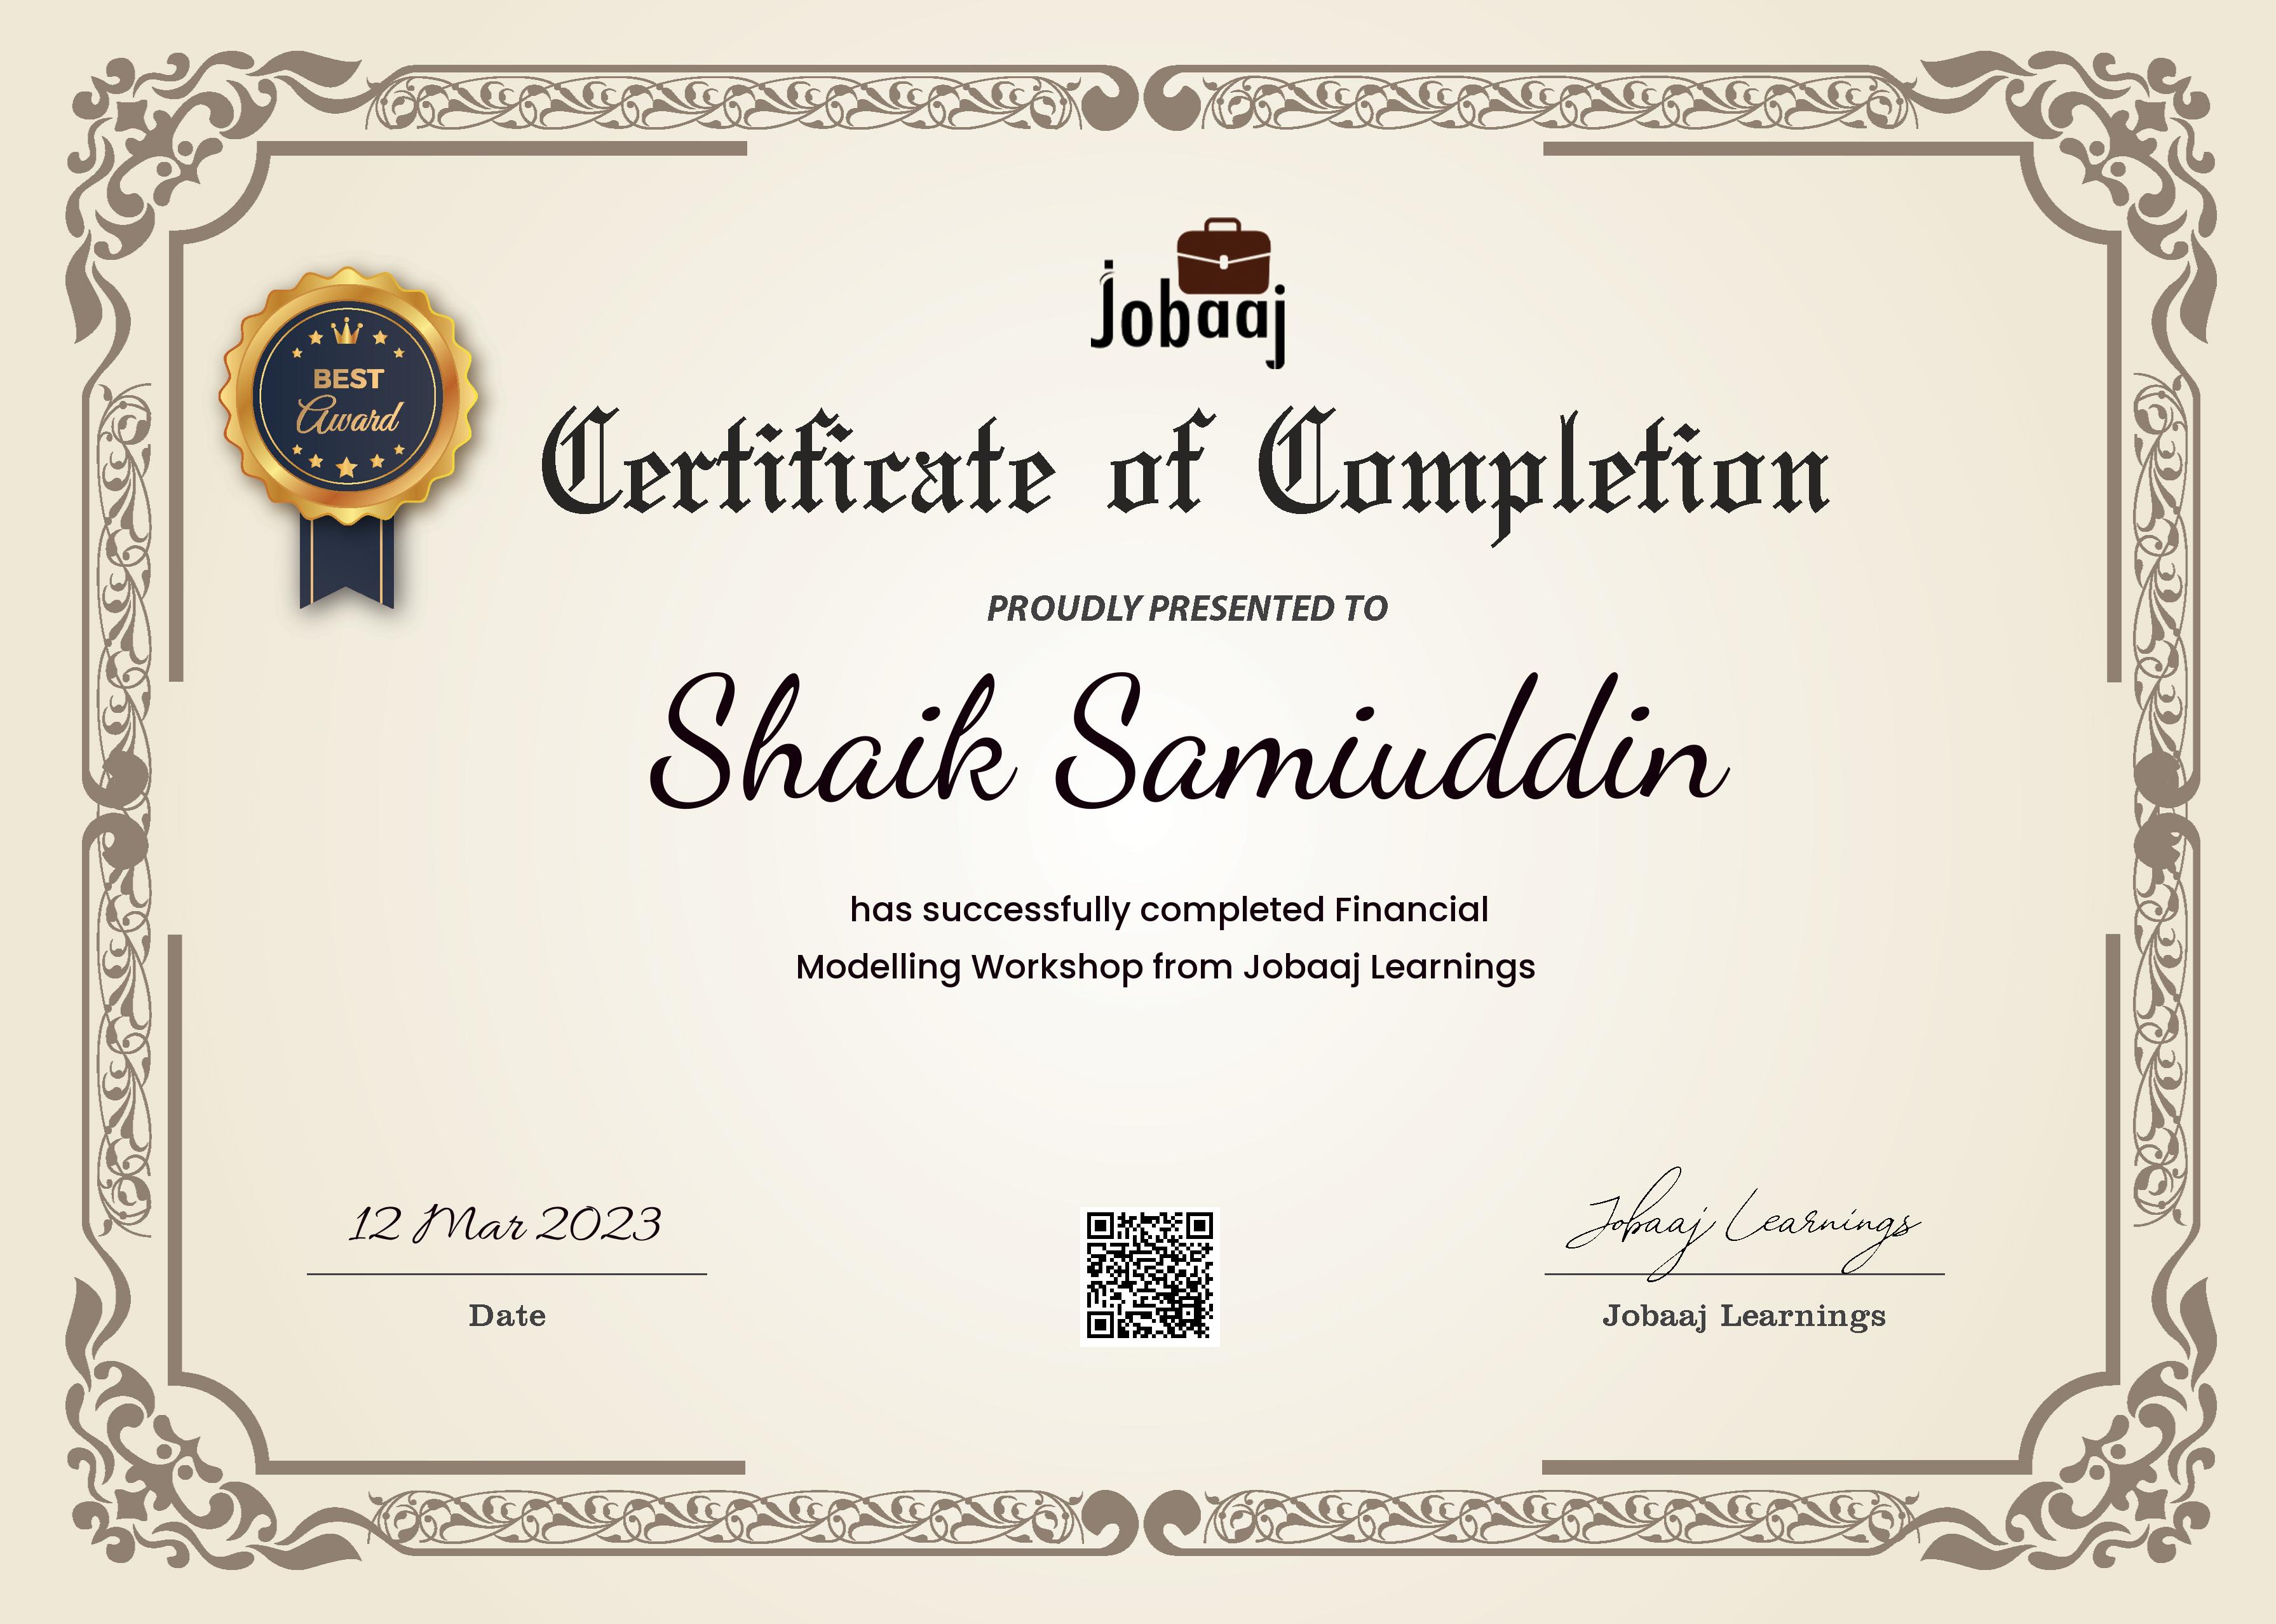 jobaaj
BEST
Award
Certificate of Completion
PROUDLY PRESENTED TO
Shaik Samiuddin
has successfully completed Financial
Modelling Workshop from Jobaaj Learnings
12 Mar 2023
Date
Jobaaj Learnings
Jobaaj Learnings